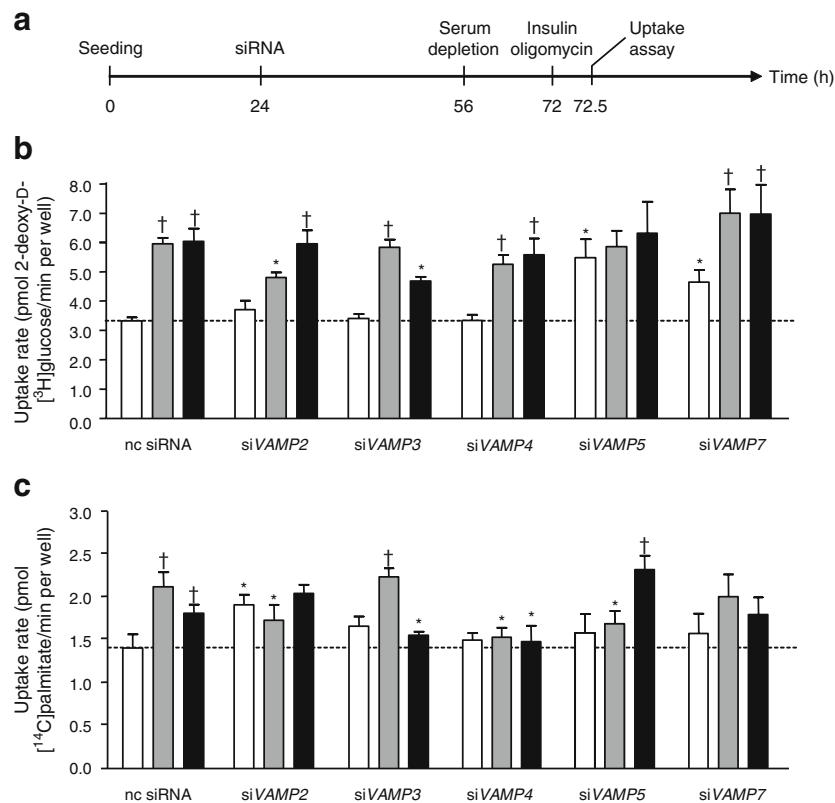 a
Seeding siRNA Serum depletion Insulin oligomycin Uptake assay
Time (h)
0 24 56 72 72.5
b
Uptake rate (pmol 2-deoxy-D-
[³H]glucose/min per well)
8.0
7.0
6.0
5.0
4.0
3.0
2.0
1.0
0.0
† † * † † * † † * * † †
nc siRNA siVAMP2 siVAMP3 siVAMP4 siVAMP5 siVAMP7
c
Uptake rate (pmol
[¹⁴C]palmitate/min per well)
3.0
2.5
2.0
1.5
1.0
0.5
0.0
† † * * † * * * * †
nc siRNA siVAMP2 siVAMP3 siVAMP4 siVAMP5 siVAMP7